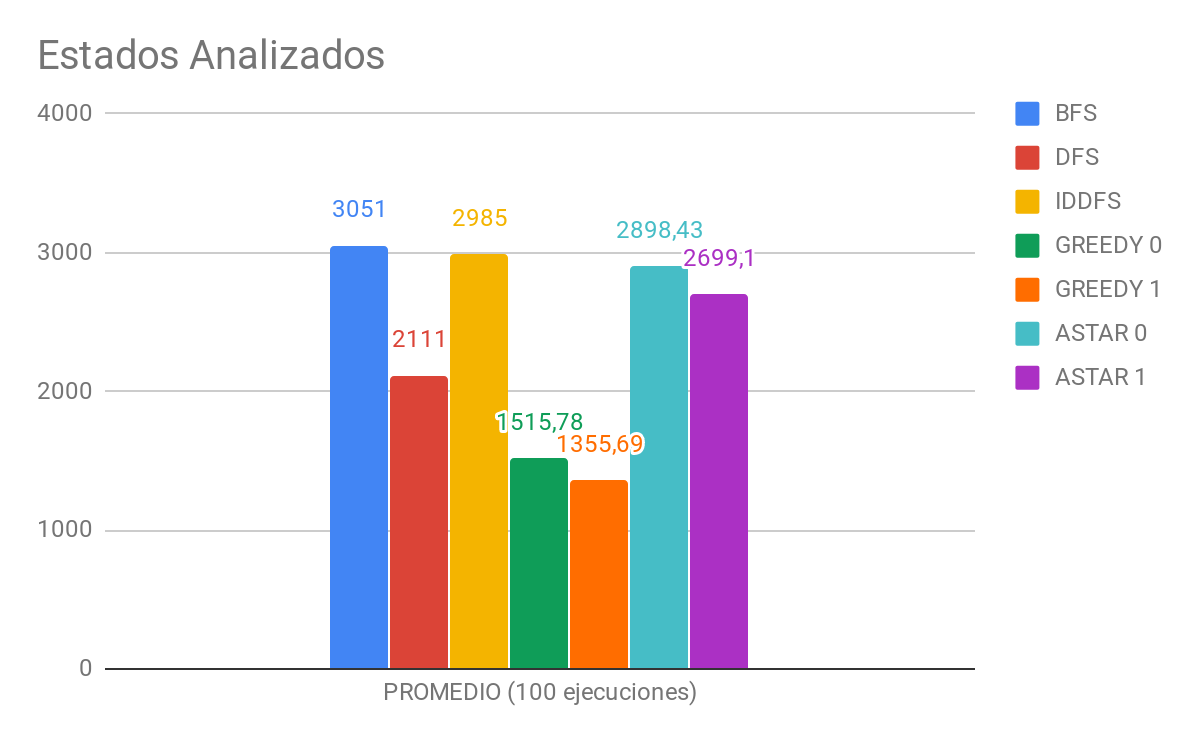 Estados Analizados
4000
3000
2000
1000
0
3051
2111
2985
1515,78
1355,69
2898,43
2699,1
PROMEDIO (100 ejecuciones)
BFS
DFS
IDDFS
GREEDY 0
GREEDY 1
ASTAR 0
ASTAR 1